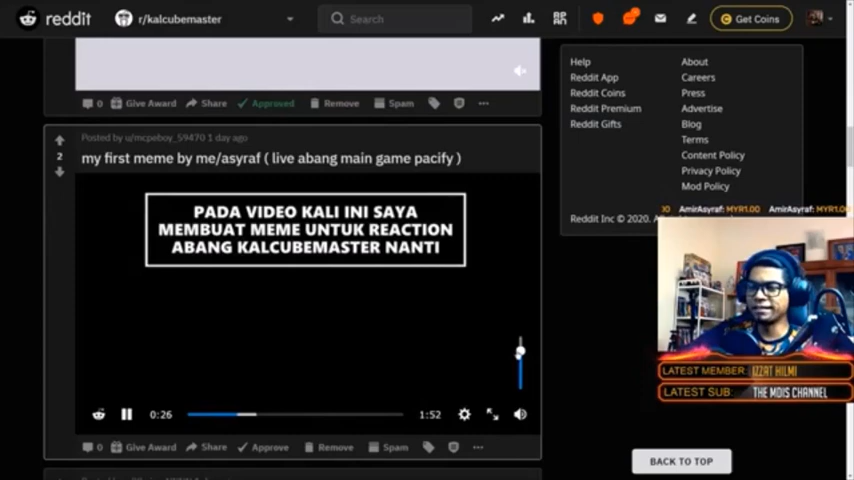 reddit
r/kalcubemaster
Search
Get Coins
0 Give Award Share Approved Remove Spam
Posted by u/mcpeboy_59470 1 day ago
2
my first meme by me/asyraf ( live abang main game pacify )
PADA VIDEO KALI INI SAYA
MEMBUAT MEME UNTUK REACTION
ABANG KALCUBEMASTER NANTI
0:26
1:52
0 Give Award Share Approve Remove Spam
Help
Reddit App
Reddit Coins
Reddit Premium
Reddit Gifts
About
Careers
Press
Advertise
Blog
Terms
Content Policy
Privacy Policy
Mod Policy
AmirAsyraf: MYR1.00 AmirAsyraf: MYR1.0
Reddit Inc © 2020.
LATEST MEMBER: IZZAT HILMI
LATEST SUB: THE MDIS CHANNEL
BACK TO TOP